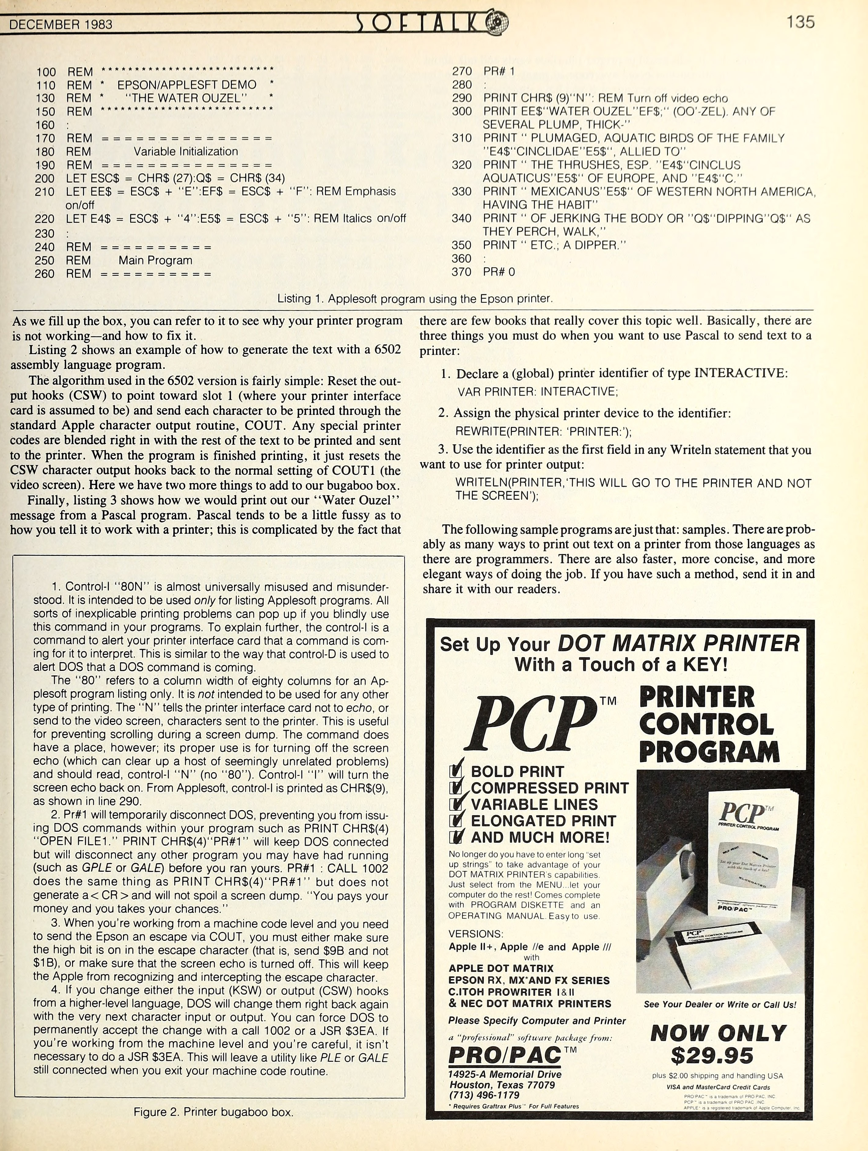 DECEMBER 1983
SOFTALK
135
100 REM **************************
110 REM * EPSON/APPLESFT DEMO *
130 REM * "THE WATER OUZEL" *
150 REM **************************
160 :
170 REM = = = = = = = = = = = = = = =
180 REM Variable Initialization
190 REM = = = = = = = = = = = = = = =
200 LET ESC$ = CHR$ (27):Q$ = CHR$ (34)
210 LET EE$ = ESC$ + "E":EF$ = ESC$ + "F": REM Emphasis
on/off
220 LET E4$ = ESC$ + "4":E5$ = ESC$ + "5": REM Italics on/off
230 :
240 REM = = = = = = = = = =
250 REM Main Program
260 REM = = = = = = = = = =
270 PR# 1
280 :
290 PRINT CHR$ (9)"N": REM Turn off video echo
300 PRINT EE$"WATER OUZEL"EF$;" (OO'-ZEL). ANY OF
SEVERAL PLUMP, THICK-"
310 PRINT " PLUMAGED, AQUATIC BIRDS OF THE FAMILY
"E4$"CINCLIDAE"E5$", ALLIED TO"
320 PRINT " THE THRUSHES, ESP. "E4$"CINCLUS
AQUATICUS"E5$" OF EUROPE, AND "E4$"C."
330 PRINT " MEXICANUS"E5$" OF WESTERN NORTH AMERICA,
HAVING THE HABIT"
340 PRINT " OF JERKING THE BODY OR "Q$"DIPPING"Q$" AS
THEY PERCH, WALK,"
350 PRINT " ETC.; A DIPPER."
360 :
370 PR# 0
Listing 1. Applesoft program using the Epson printer.
As we fill up the box, you can refer to it to see why your printer program
is not working—and how to fix it.
Listing 2 shows an example of how to generate the text with a 6502
assembly language program.
The algorithm used in the 6502 version is fairly simple: Reset the out-
put hooks (CSW) to point toward slot 1 (where your printer interface
card is assumed to be) and send each character to be printed through the
standard Apple character output routine, COUT. Any special printer
codes are blended right in with the rest of the text to be printed and sent
to the printer. When the program is finished printing, it just resets the
CSW character output hooks back to the normal setting of COUT1 (the
video screen). Here we have two more things to add to our bugaboo box.
Finally, listing 3 shows how we would print out our "Water Ouzel"
message from a Pascal program. Pascal tends to be a little fussy as to
how you tell it to work with a printer; this is complicated by the fact that
1. Control-I "80N" is almost universally misused and misunder-
stood. It is intended to be used only for listing Applesoft programs. All
sorts of inexplicable printing problems can pop up if you blindly use
this command in your programs. To explain further, the control-I is a
command to alert your printer interface card that a command is com-
ing for it to interpret. This is similar to the way that control-D is used to
alert DOS that a DOS command is coming.
The "80" refers to a column width of eighty columns for an Ap-
plesoft program listing only. It is not intended to be used for any other
type of printing. The "N" tells the printer interface card not to echo, or
send to the video screen, characters sent to the printer. This is useful
for preventing scrolling during a screen dump. The command does
have a place, however; its proper use is for turning off the screen
echo (which can clear up a host of seemingly unrelated problems)
and should read, control-I "N" (no "80"). Control-I "I" will turn the
screen echo back on. From Applesoft, control-I is printed as CHR$(9),
as shown in line 290.
2. Pr#1 will temporarily disconnect DOS, preventing you from issu-
ing DOS commands within your program such as PRINT CHR$(4)
"OPEN FILE1." PRINT CHR$(4)"PR#1" will keep DOS connected
but will disconnect any other program you may have had running
(such as GPLE or GALE) before you ran yours. PR#1 : CALL 1002
does the same thing as PRINT CHR$(4)"PR#1" but does not
generate a< CR > and will not spoil a screen dump. "You pays your
money and you takes your chances."
3. When you're working from a machine code level and you need
to send the Epson an escape via COUT, you must either make sure
the high bit is on in the escape character (that is, send $9B and not
$1B), or make sure that the screen echo is turned off. This will keep
the Apple from recognizing and intercepting the escape character.
4. If you change either the input (KSW) or output (CSW) hooks
from a higher-level language, DOS will change them right back again
with the very next character input or output. You can force DOS to
permanently accept the change with a call 1002 or a JSR $3EA. If
you're working from the machine level and you're careful, it isn't
necessary to do a JSR $3EA. This will leave a utility like PLE or GALE
still connected when you exit your machine code routine.
Figure 2. Printer bugaboo box.
there are few books that really cover this topic well. Basically, there are
three things you must do when you want to use Pascal to send text to a
printer:
1. Declare a (global) printer identifier of type INTERACTIVE:
VAR PRINTER: INTERACTIVE;
2. Assign the physical printer device to the identifier:
REWRITE(PRINTER: 'PRINTER:');
3. Use the identifier as the first field in any Writeln statement that you
want to use for printer output:
WRITELN(PRINTER,'THIS WILL GO TO THE PRINTER AND NOT
THE SCREEN');
The following sample programs are just that: samples. There are prob-
ably as many ways to print out text on a printer from those languages as
there are programmers. There are also faster, more concise, and more
elegant ways of doing the job. If you have such a method, send it in and
share it with our readers.
Set Up Your DOT MATRIX PRINTER
With a Touch of a KEY!
PCP™
PRINTER
CONTROL
PROGRAM
BOLD PRINT
COMPRESSED PRINT
VARIABLE LINES
ELONGATED PRINT
AND MUCH MORE!
No longer do you have to enter long "set
up strings" to take advantage of your
DOT MATRIX PRINTER's capabilities.
Just select from the MENU...let your
computer do the rest! Comes complete
with PROGRAM DISKETTE and an
OPERATING MANUAL. Easy to use.
VERSIONS:
Apple II+, Apple //e and Apple ///
with
APPLE DOT MATRIX
EPSON RX, MX*AND FX SERIES
C.ITOH PROWRITER I&II
& NEC DOT MATRIX PRINTERS
Please Specify Computer and Printer
a "professional" software package from:
PRO/PAC™
14925-A Memorial Drive
Houston, Texas 77079
(713) 496-1179
* Requires Graftrax Plus™ For Full Features
PCP™
PRINTER CONTROL PROGRAM
PRO/PAC™
PCP
See Your Dealer or Write or Call Us!
NOW ONLY
$29.95
plus $2.00 shipping and handling USA
VISA and MasterCard Credit Cards
PRO/PAC™ is a trademark of PRO/PAC, INC.
PCP™ is a trademark of PRO/PAC, INC.
APPLE® is a registered trademark of Apple Computer, Inc.